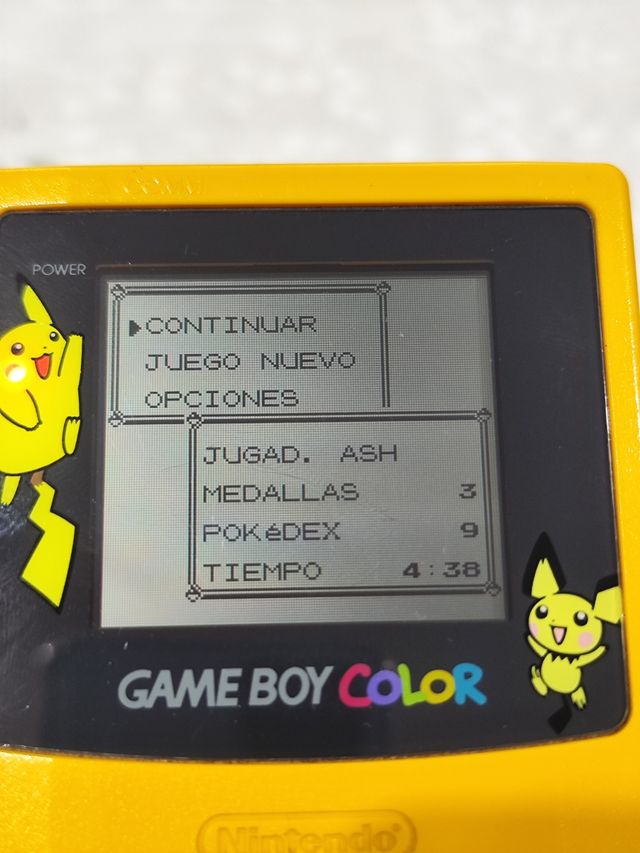 POWER
▶CONTINUAR
JUEGO NUEVO
OPCIONES
JUGAD. ASH
MEDALLAS 3
POKéDEX 9
TIEMPO 4:38
GAME BOY COLOR
Nintendo